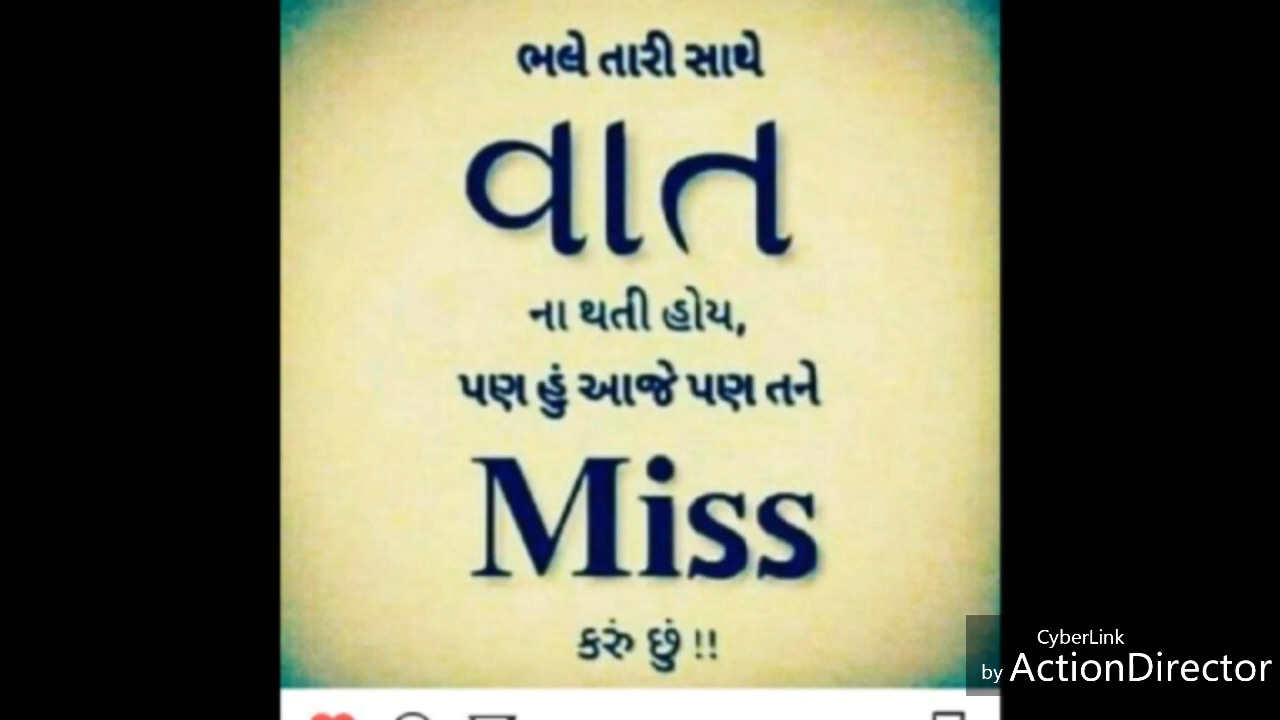 ભલે તારી સાથે
વાત
ના થતી હોય,
પણ હું આજે પણ તને
Miss
કરું છું !!
CyberLink
by ActionDirector